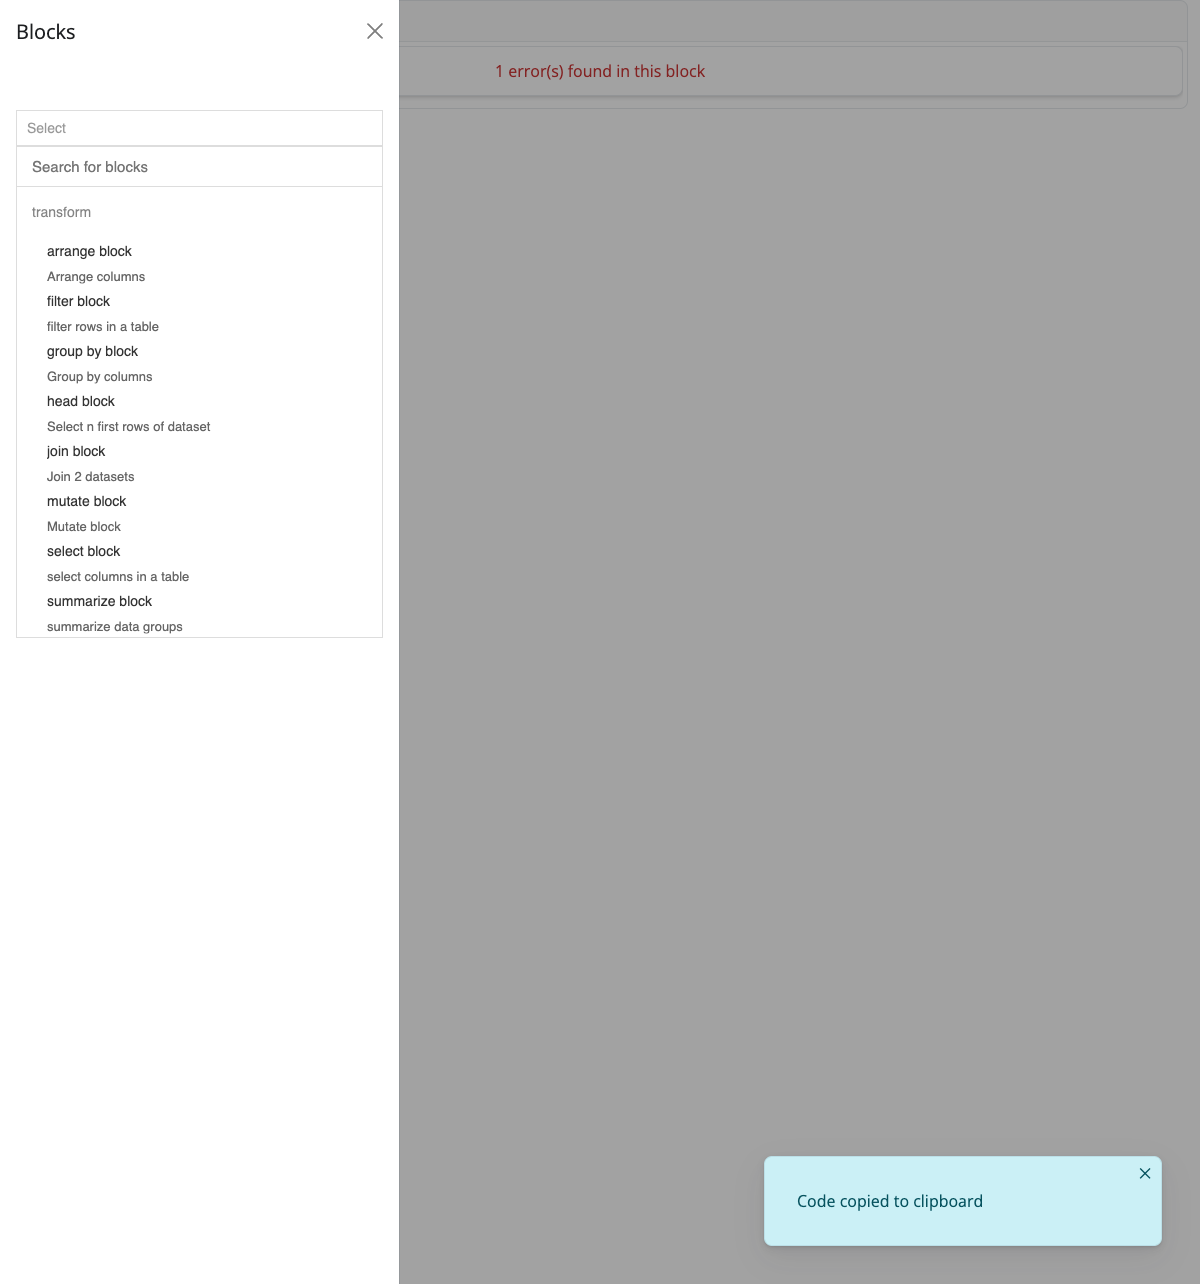 Blocks
1 error(s) found in this block
Select
Search for blocks
transform
arrange block
Arrange columns
filter block
filter rows in a table
group by block
Group by columns
head block
Select n first rows of dataset
join block
Join 2 datasets
mutate block
Mutate block
select block
select columns in a table
summarize block
summarize data groups
Code copied to clipboard